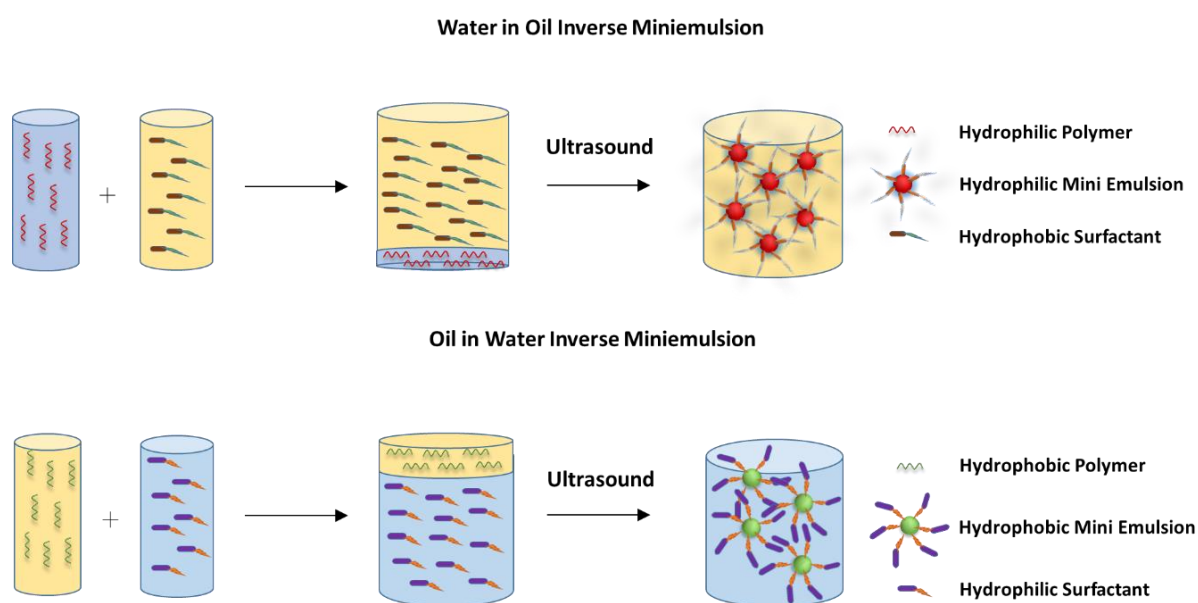 Water in Oil Inverse Miniemulsion
+
Ultrasound
Hydrophilic Polymer
Hydrophilic Mini Emulsion
Hydrophobic Surfactant
Oil in Water Inverse Miniemulsion
+
Ultrasound
Hydrophobic Polymer
Hydrophobic Mini Emulsion
Hydrophilic Surfactant